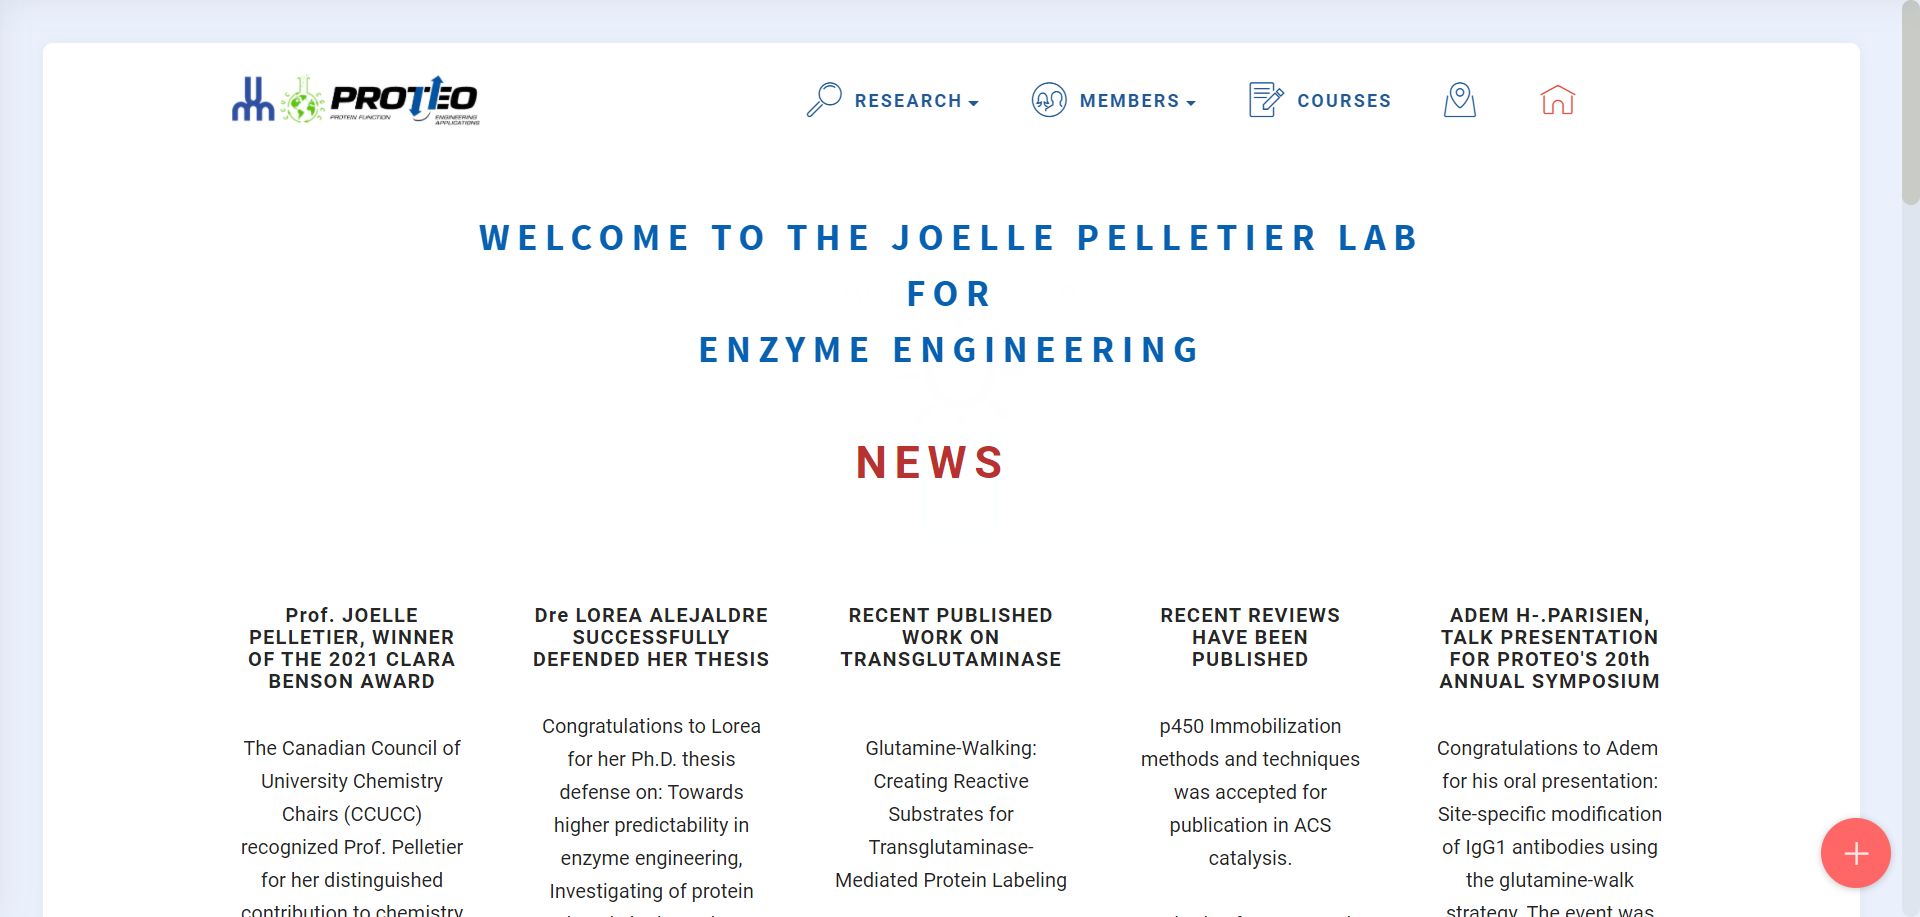 PROTEO
PROTEIN FUNCTION
ENGINEERING
APPLICATIONS
RESEARCH
MEMBERS
COURSES
WELCOME TO THE JOELLE PELLETIER LAB
FOR
ENZYME ENGINEERING
NEWS
Prof. JOELLE
PELLETIER, WINNER
OF THE 2021 CLARA
BENSON AWARD
The Canadian Council of
University Chemistry
Chairs (CCUCC)
recognized Prof. Pelletier
for her distinguished
contribution to chemistry
Dre LOREA ALEJALDRE
SUCCESSFULLY
DEFENDED HER THESIS
Congratulations to Lorea
for her Ph.D. thesis
defense on: Towards
higher predictability in
enzyme engineering,
Investigating of protein
RECENT PUBLISHED
WORK ON
TRANSGLUTAMINASE
Glutamine-Walking:
Creating Reactive
Substrates for
Transglutaminase-
Mediated Protein Labeling
RECENT REVIEWS
HAVE BEEN
PUBLISHED
p450 Immobilization
methods and techniques
was accepted for
publication in ACS
catalysis.
ADEM H-.PARISIEN,
TALK PRESENTATION
FOR PROTEO'S 20th
ANNUAL SYMPOSIUM
Congratulations to Adem
for his oral presentation:
Site-specific modification
of IgG1 antibodies using
the glutamine-walk
strategy. The event was